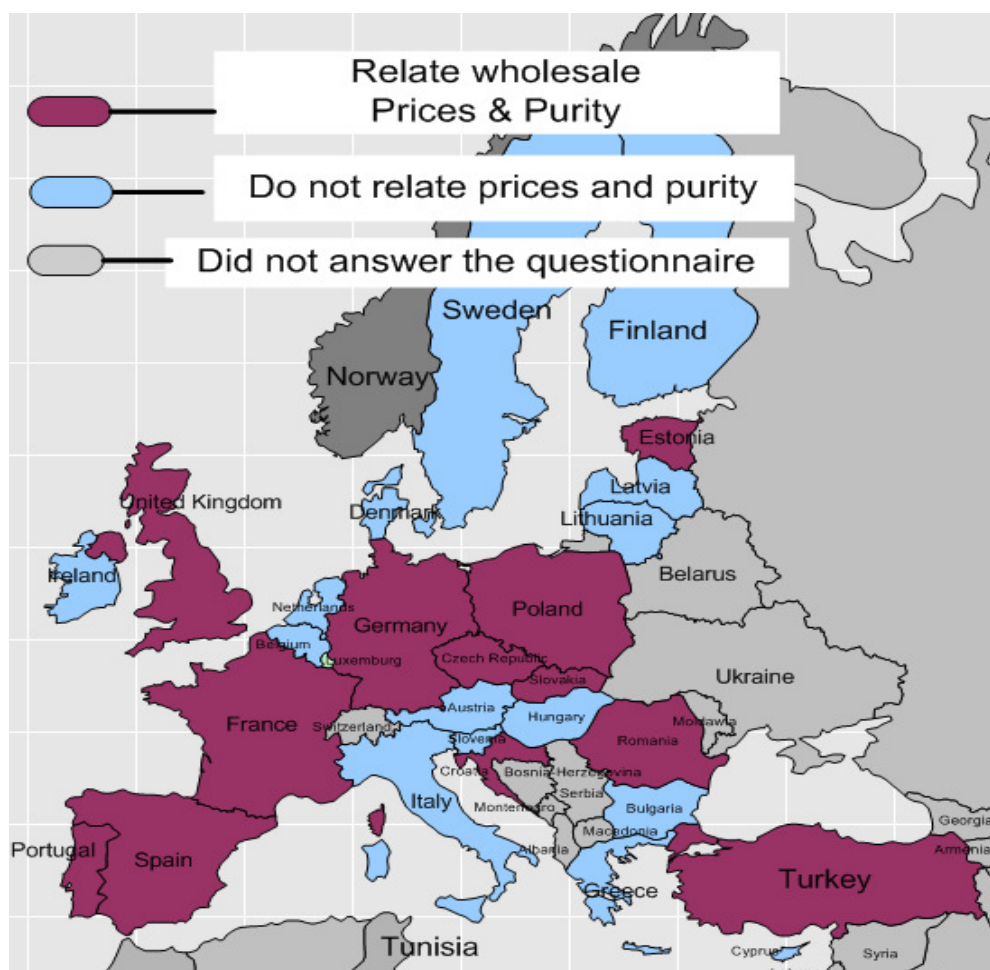 Relate wholesale
Prices & Purity
Do not relate prices and purity
Did not answer the questionnaire
Sweden
Finland
Norway
Estonia
United Kingdom
Latvia
Denmark
Lithuania
Ireland
Belarus
Netherlands
Poland
Germany
Belgium
Czech Republic
Luxemburg
Slovakia
Ukraine
Austria
Hungary
France
Switzerland
Moldawia
Slovenia
Romania
Croatia
Bosnia-Herzegovina
Serbia
Italy
Montenegro
Bulgaria
Georgia
Macedonia
Portugal
Spain
Albania
Armenia
Turkey
Greece
Tunisia
Cyprus
Syria